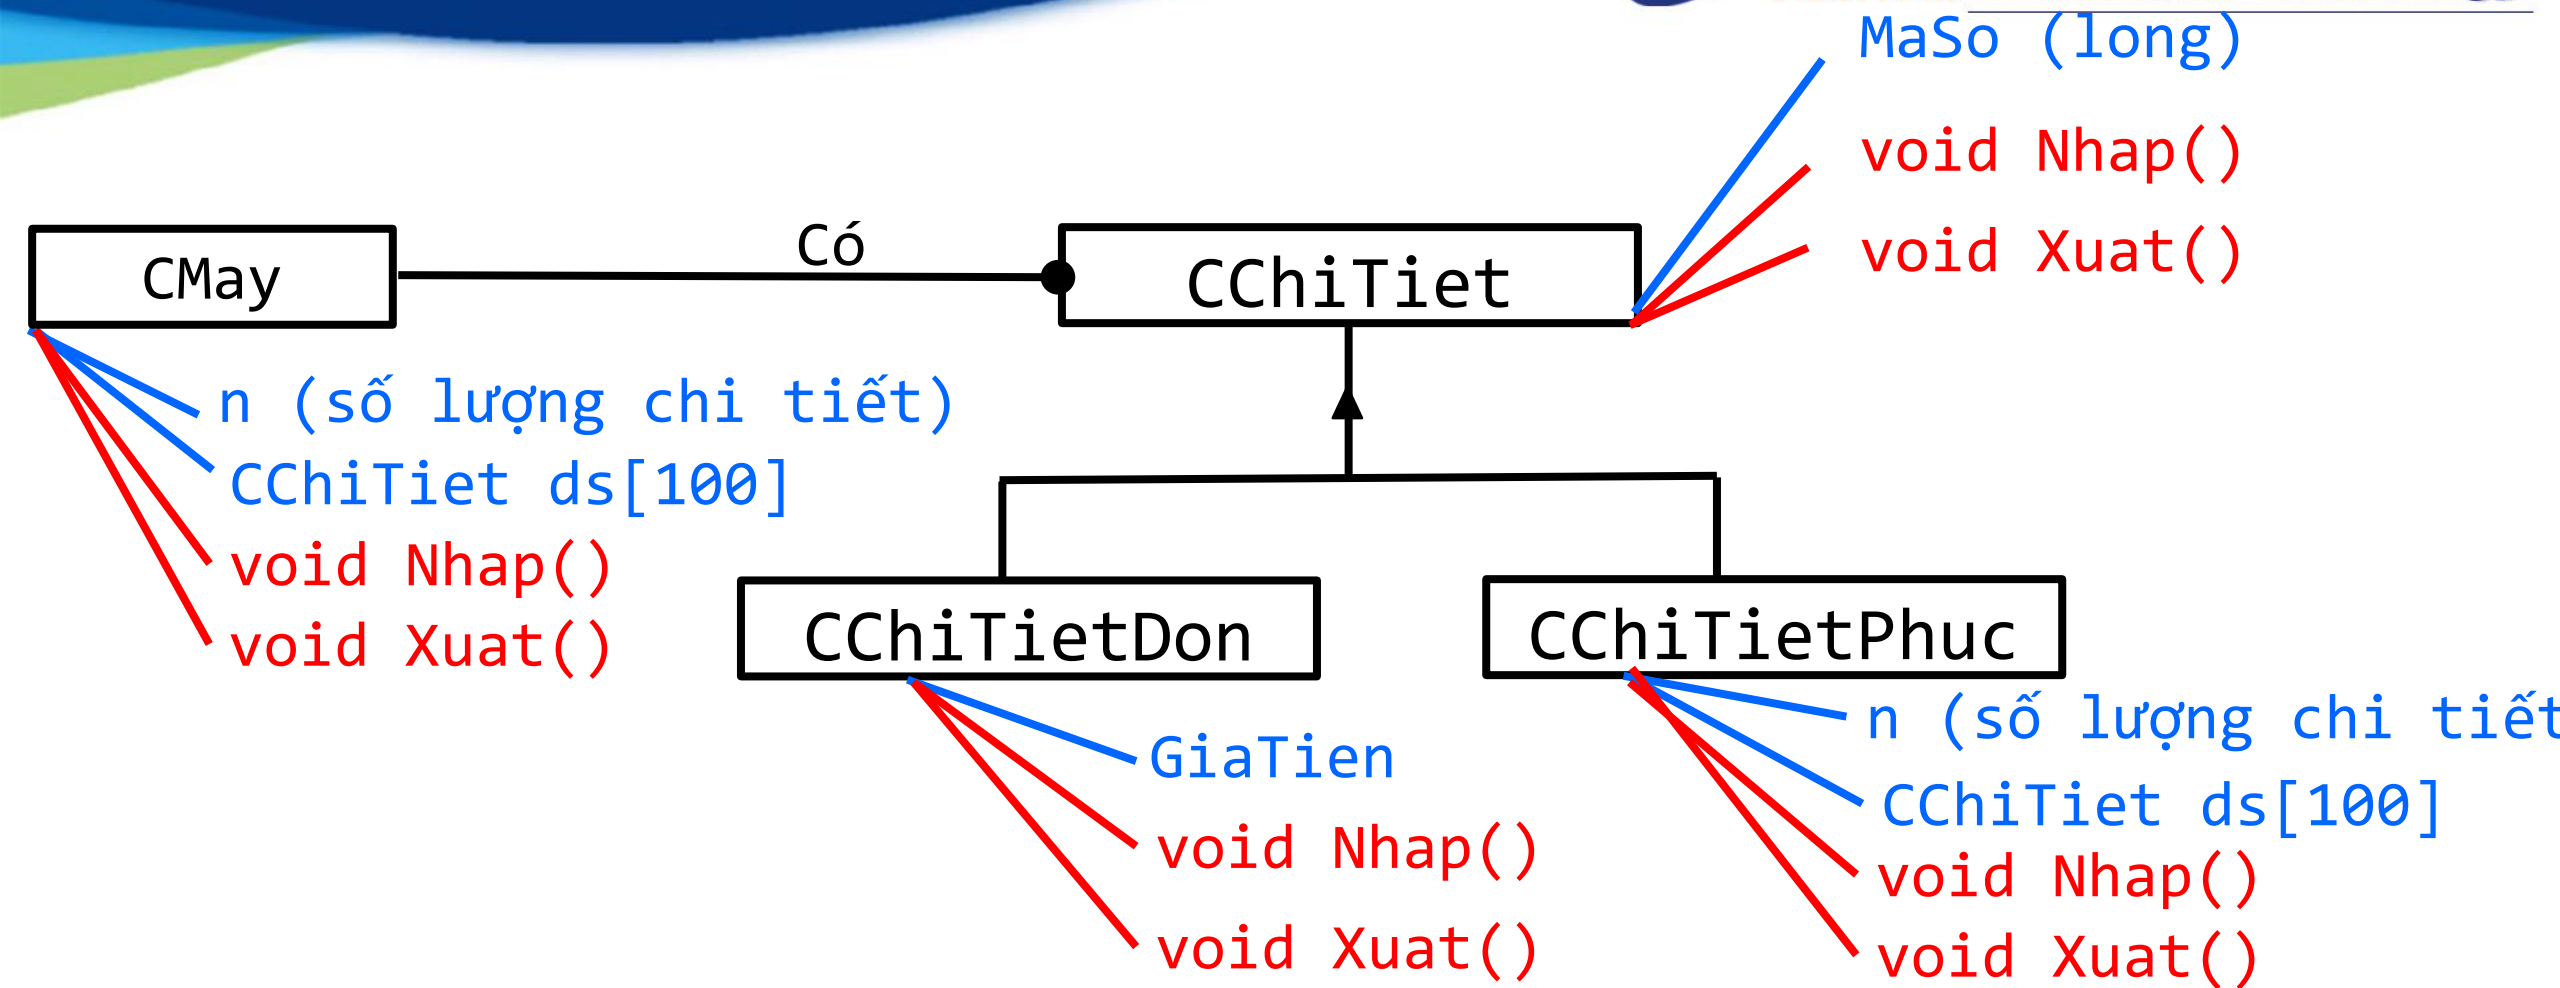 MaSo (long)
void Nhap()
void Xuat()
Có
CMay
CChiTiet
n (số lượng chi tiết)
CChiTiet ds[100]
void Nhap()
void Xuat()
CChiTietDon
GiaTien
void Nhap()
void Xuat()
CChiTietPhuc
n (số lượng chi tiết
CChiTiet ds[100]
void Nhap()
void Xuat()